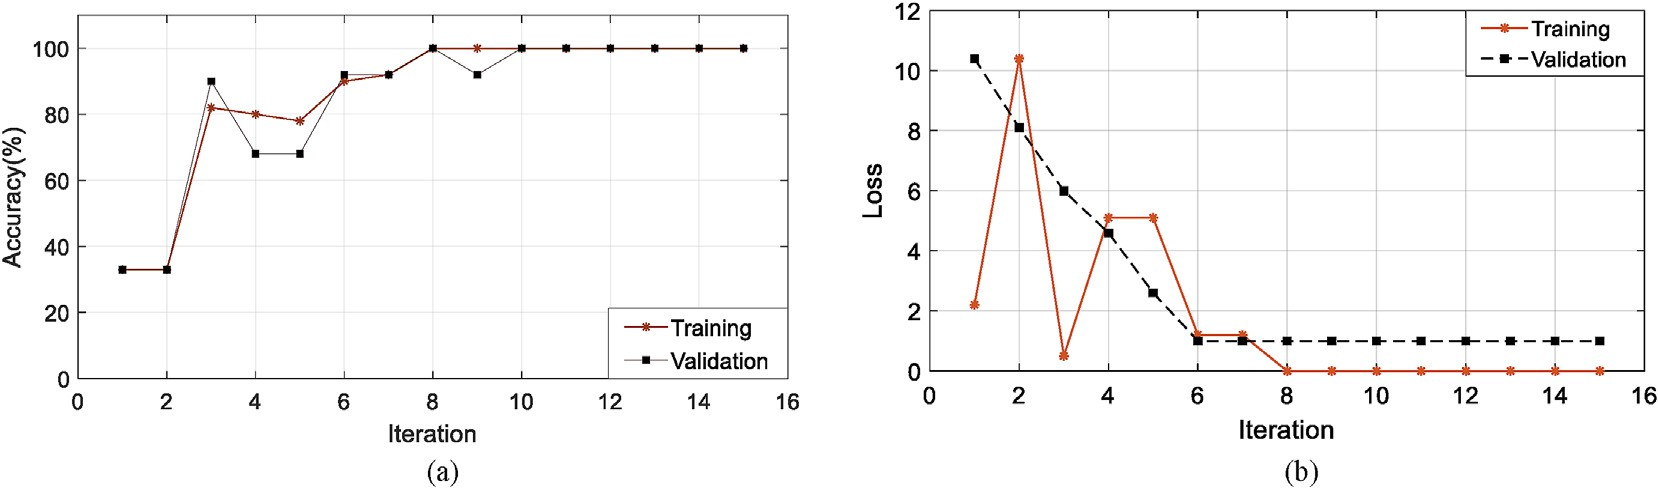 100
80
60
40
20
0
Accuracy(%)
0 2 4 6 8 10 12 14 16
Iteration
Training
Validation
(a)
12
10
8
6
4
2
0
Loss
0 2 4 6 8 10 12 14 16
Iteration
Training
Validation
(b)